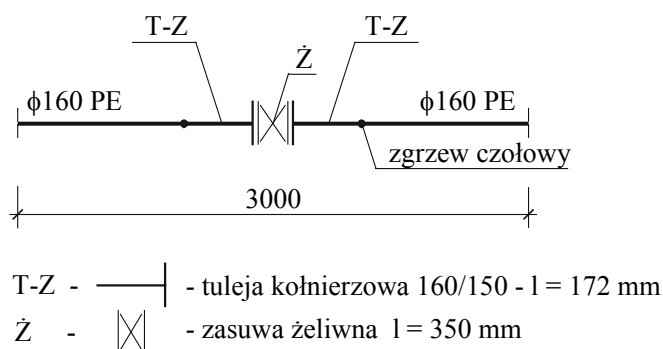 T-Z T-Z
Ż
ϕ160 PE ϕ160 PE
zgrzew czołowy
3000
T-Z - - tuleja kołnierzowa 160/150 - l = 172 mm
Ż - - zasuwa żeliwna l = 350 mm